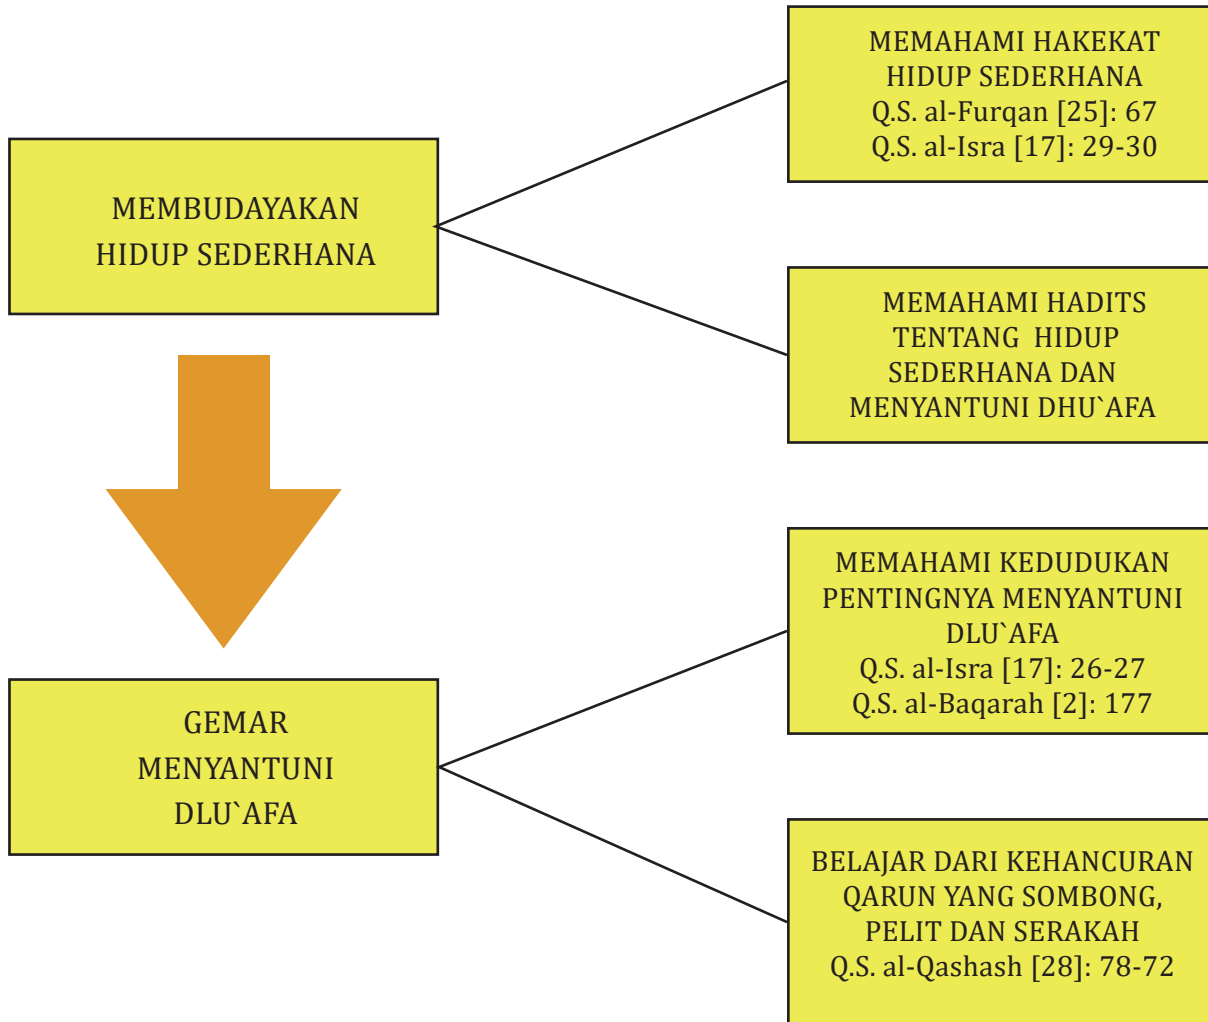 MEMBUDAYAKAN
HIDUP SEDERHANA
MEMAHAMI HAKEKAT
HIDUP SEDERHANA
Q.S. al-Furqan [25]: 67
Q.S. al-Isra [17]: 29-30
MEMAHAMI HADITS
TENTANG HIDUP
SEDERHANA DAN
MENYANTUNI DHU`AFA
GEMAR
MENYANTUNI
DLU`AFA
MEMAHAMI KEDUDUKAN
PENTINGNYA MENYANTUNI
DLU`AFA
Q.S. al-Isra [17]: 26-27
Q.S. al-Baqarah [2]: 177
BELAJAR DARI KEHANCURAN
QARUN YANG SOMBONG,
PELIT DAN SERAKAH
Q.S. al-Qashash [28]: 78-72